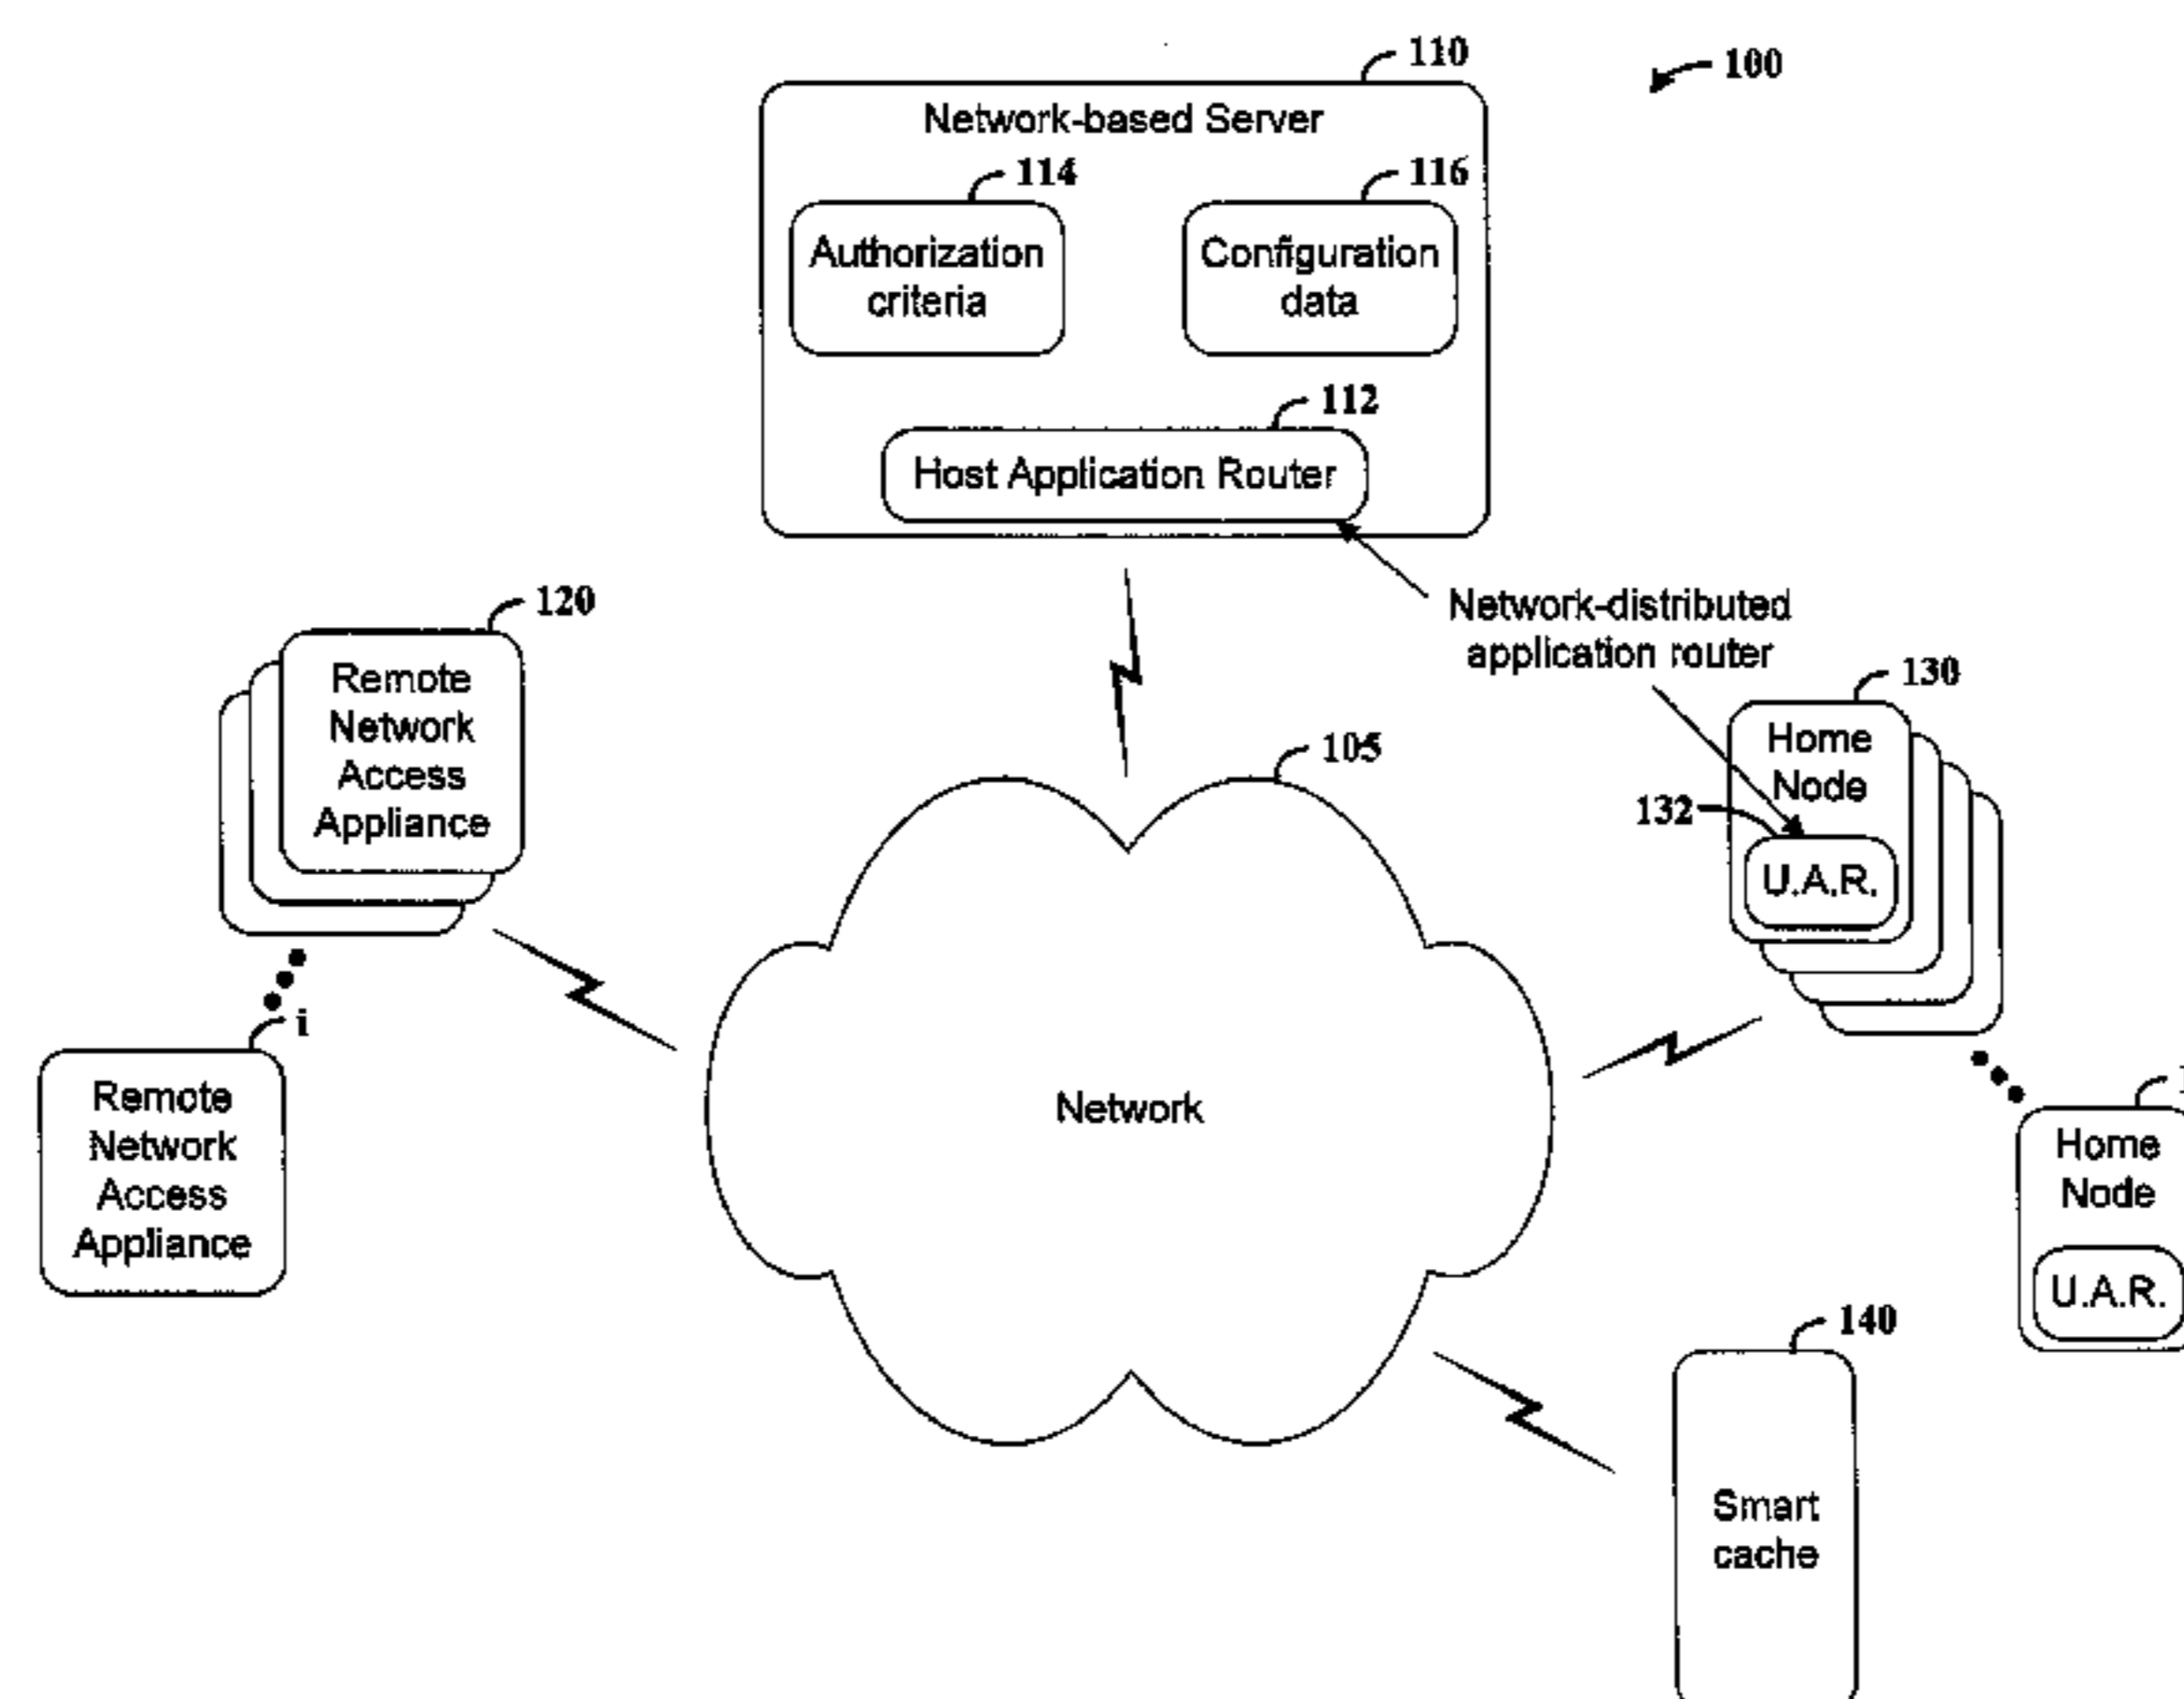 110
100
Network-based Server
114
116
Authorization
criteria
Configuration
data
112
Host Application Router
Network-distributed
application router
120
Remote
Network
Access
Appliance
130
Home
Node
132
U.A.R.
105
i
Remote
Network
Access
Appliance
Network
Home
Node
U.A.R.
140
Smart
cache